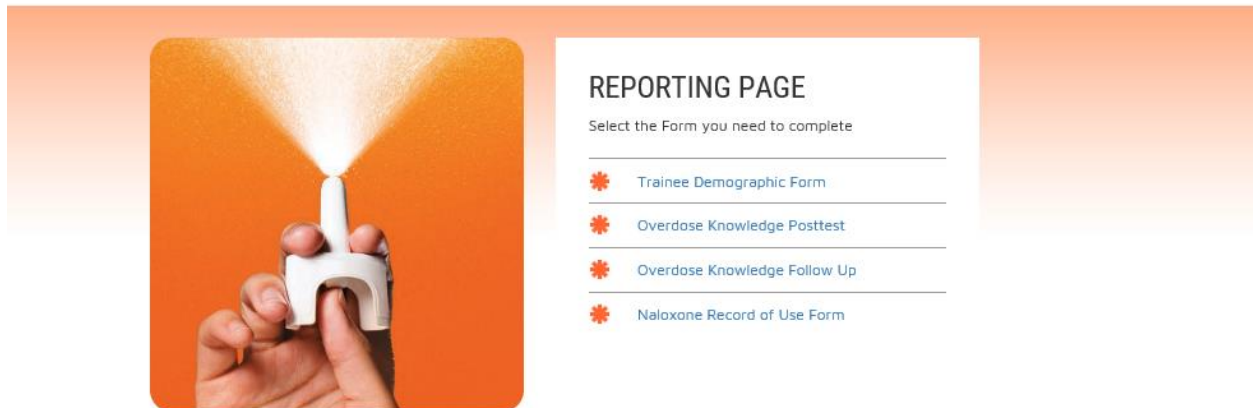 REPORTING PAGE
Select the Form you need to complete
Trainee Demographic Form
Overdose Knowledge Posttest
Overdose Knowledge Follow Up
Naloxone Record of Use Form